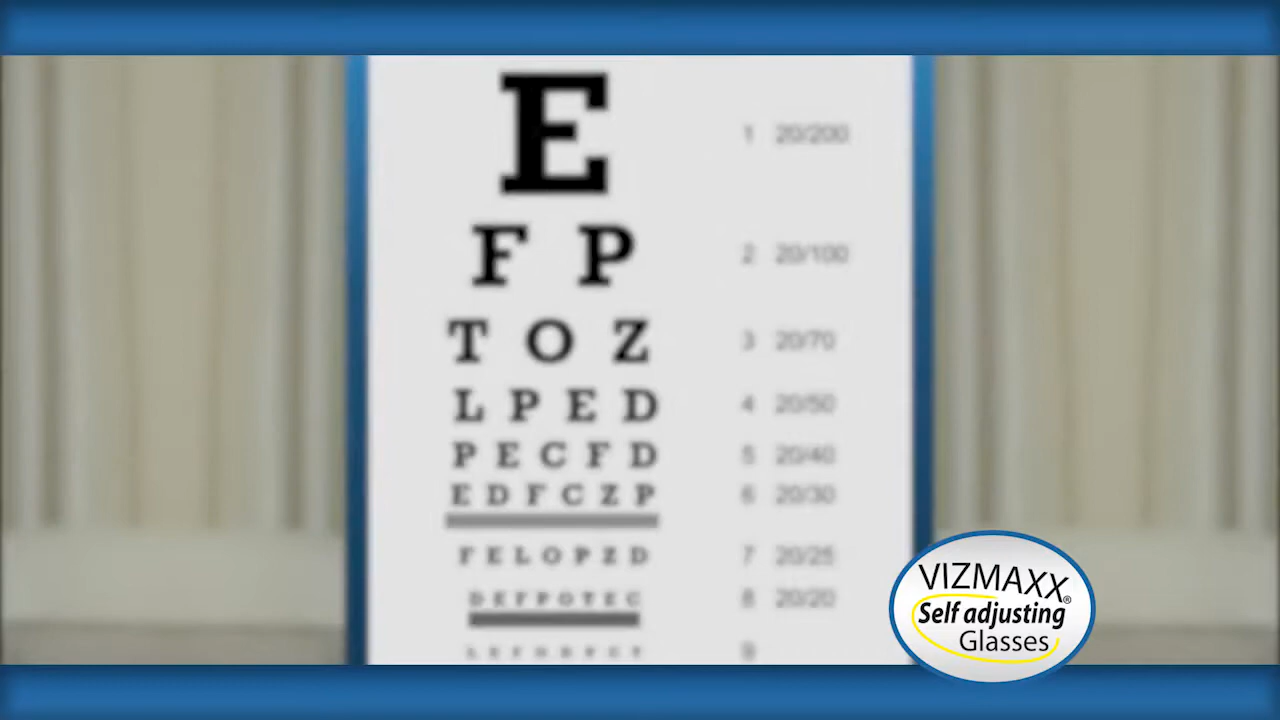 E 1 20/200
F P 2 20/100
T O Z 3 20/70
L P E D 4 20/50
P E C F D 5 20/40
E D F C Z P 6 20/30
F E L O P Z D 7 20/25
D E F P O T E C 8 20/20
9
VIZMAXX®
Self adjusting
Glasses